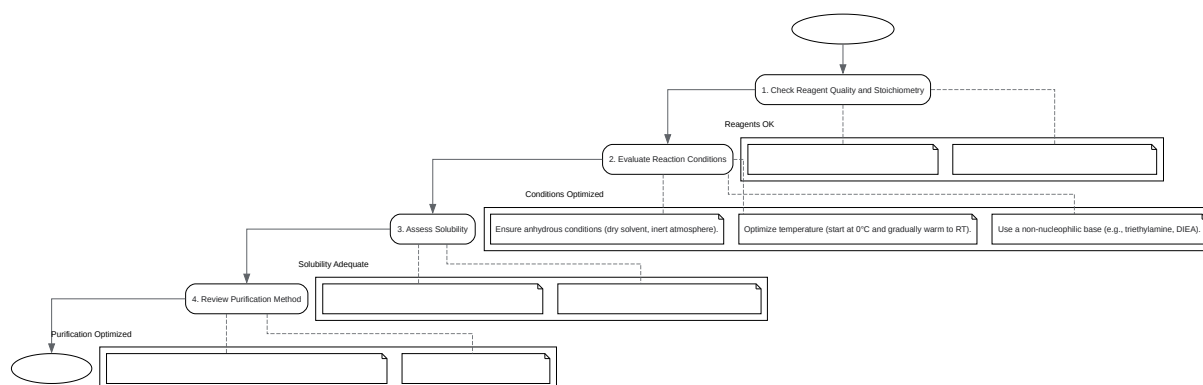 1. Check Reagent Quality and Stoichiometry
Reagents OK
2. Evaluate Reaction Conditions
Conditions Optimized
3. Assess Solubility
Ensure anhydrous conditions (dry solvent, inert atmosphere).
Optimize temperature (start at 0°C and gradually warm to RT).
Use a non-nucleophilic base (e.g., triethylamine, DIEA).
Solubility Adequate
4. Review Purification Method
Purification Optimized